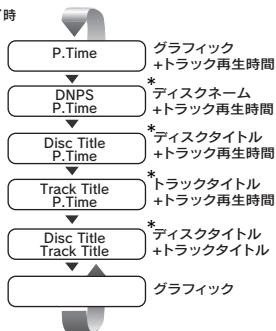 時
P.Time
グラフィック
+トラック再生時間
DNPS
P.Time
*ディスクネーム
+トラック再生時間
Disc Title
P.Time
*ディスクタイトル
+トラック再生時間
Track Title
P.Time
*トラックタイトル
+トラック再生時間
Disc Title
Track Title
*ディスクタイトル
+トラックタイトル
グラフィック